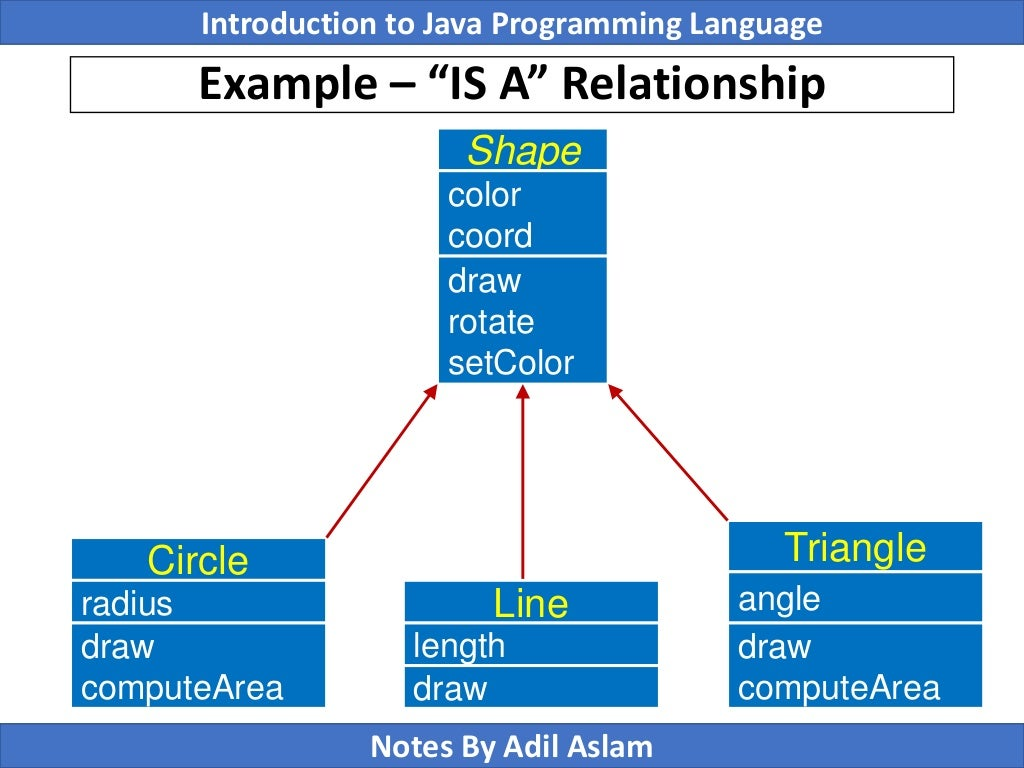 Introduction to Java Programming Language
Example – “IS A” Relationship
Shape
color
coord
draw
rotate
setColor
Circle
radius
draw
computeArea
Line
length
draw
Triangle
angle
draw
computeArea
Notes By Adil Aslam